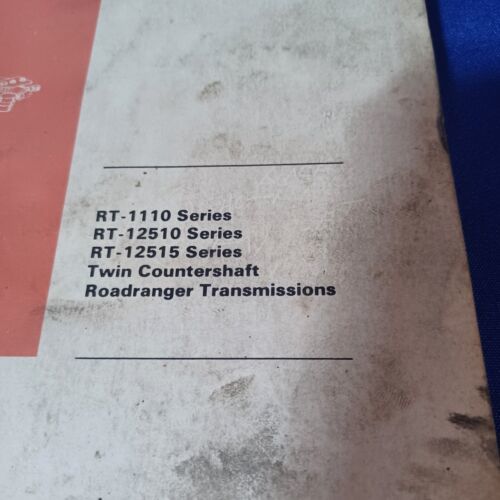 RT-1110 Series
RT-12510 Series
RT-12515 Series
Twin Countershaft
Roadranger Transmissions